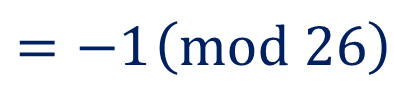 = −1(mod 26)